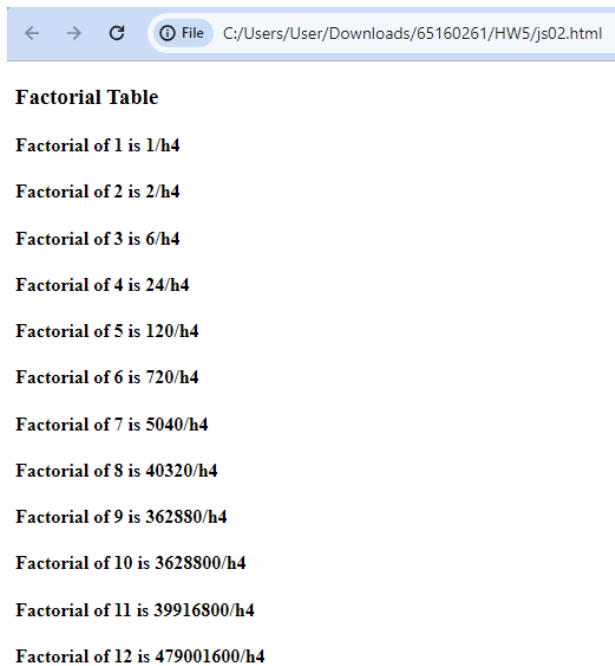 File C:/Users/User/Downloads/65160261/HW5/js02.html
Factorial Table
Factorial of 1 is 1/h4
Factorial of 2 is 2/h4
Factorial of 3 is 6/h4
Factorial of 4 is 24/h4
Factorial of 5 is 120/h4
Factorial of 6 is 720/h4
Factorial of 7 is 5040/h4
Factorial of 8 is 40320/h4
Factorial of 9 is 362880/h4
Factorial of 10 is 3628800/h4
Factorial of 11 is 39916800/h4
Factorial of 12 is 479001600/h4